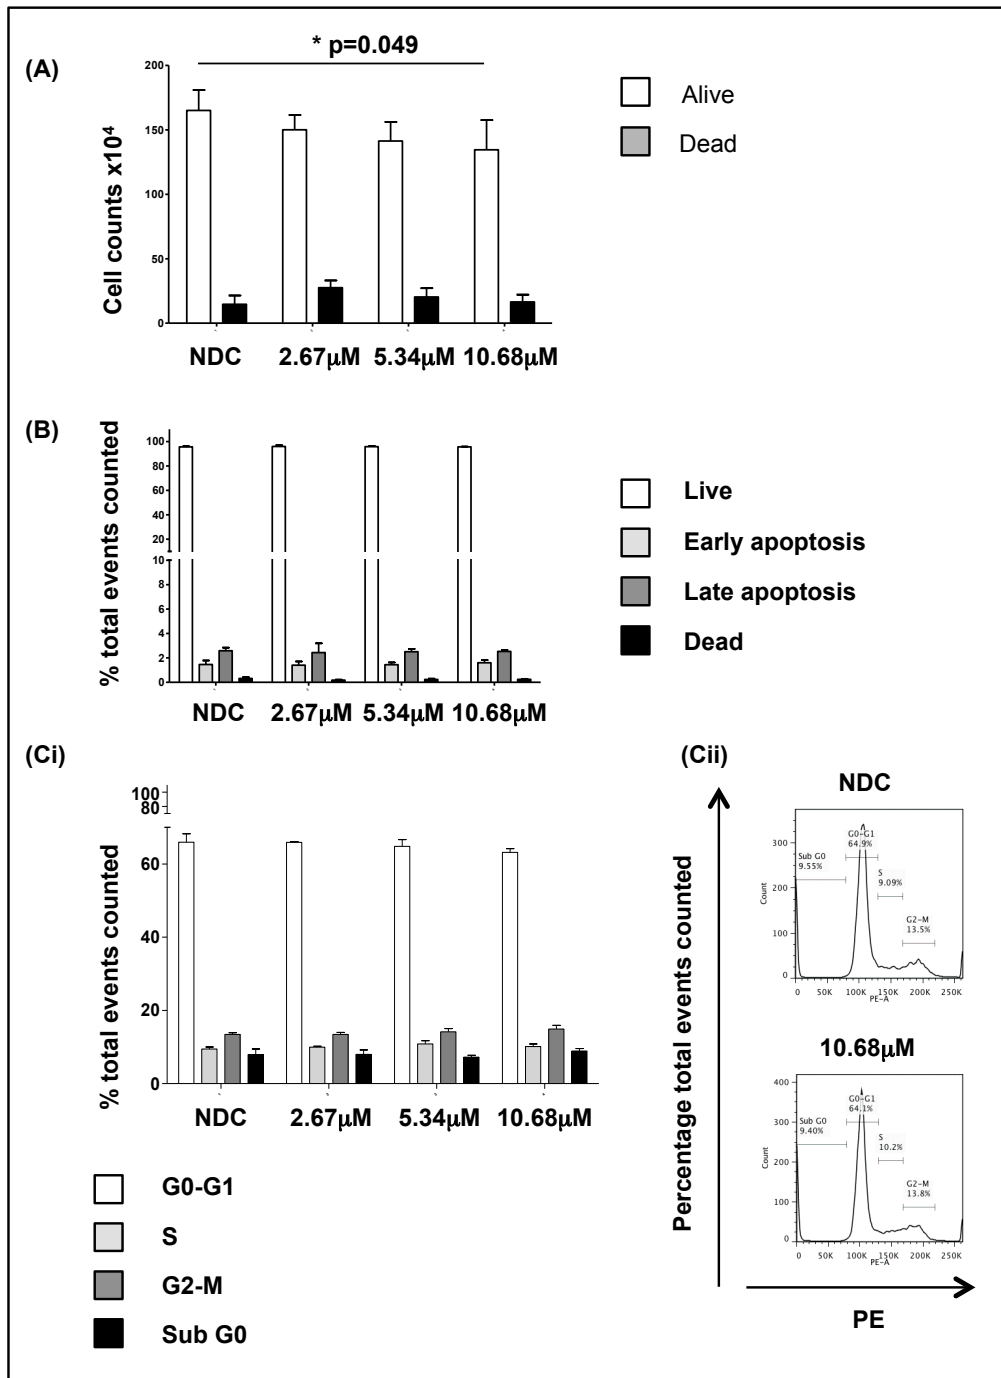 (A)
* p=0.049
Cell counts x10⁴
200
150
100
50
0
NDC 2.67µM 5.34µM 10.68µM
Alive
Dead
(B)
% total events counted
100
80
60
40
20
10
8
6
4
2
0
NDC 2.67µM 5.34µM 10.68µM
Live
Early apoptosis
Late apoptosis
Dead
(Ci)
% total events counted
100
80
60
40
20
0
NDC 2.67µM 5.34µM 10.68µM
G0-G1
S
G2-M
Sub G0
(Cii)
Percentage total events counted
NDC
Count
300
200
100
0
Sub G0
9.55%
G0-G1
64.9%
S
9.09%
G2-M
13.5%
0 50K 100K 150K 200K 250K
PE-A
10.68µM
Count
400
300
200
100
0
Sub G0
9.40%
G0-G1
64.1%
S
10.2%
G2-M
13.8%
0 50K 100K 150K 200K 250K
PE-A
PE